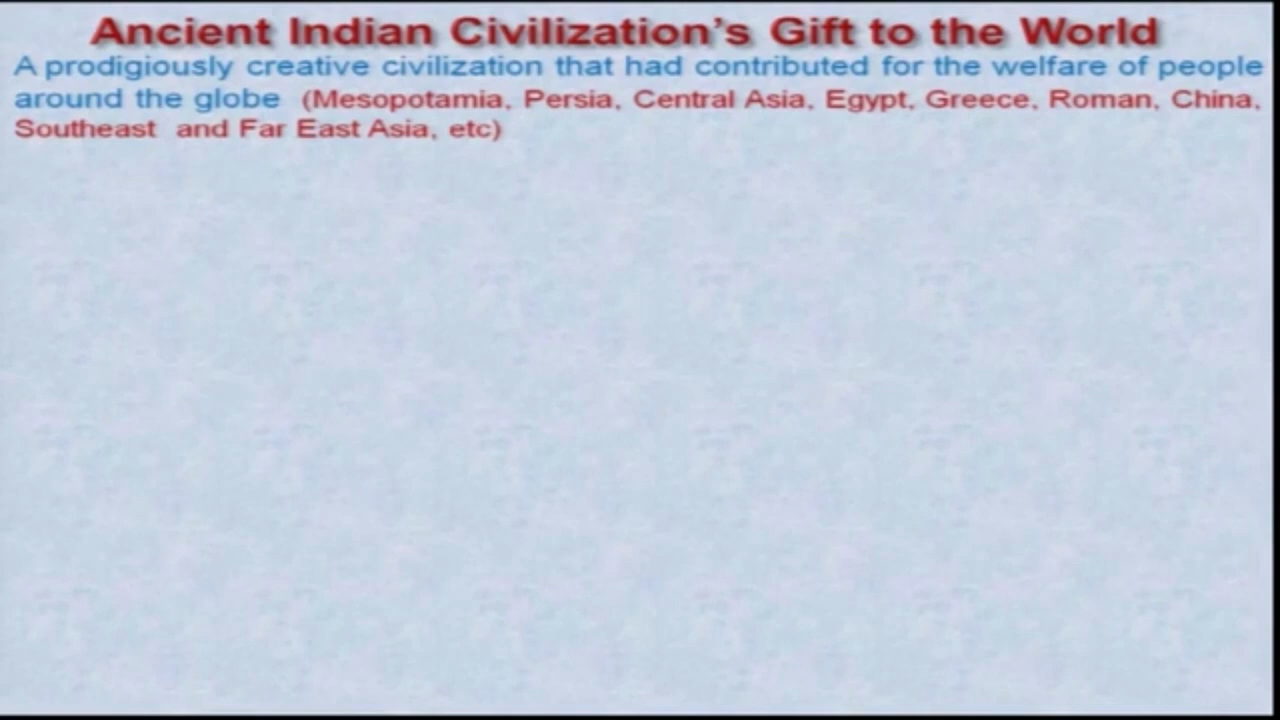 Ancient Indian Civilization's Gift to the World
A prodigiously creative civilization that had contributed for the welfare of people
around the globe (Mesopotamia, Persia, Central Asia, Egypt, Greece, Roman, China,
Southeast and Far East Asia, etc)